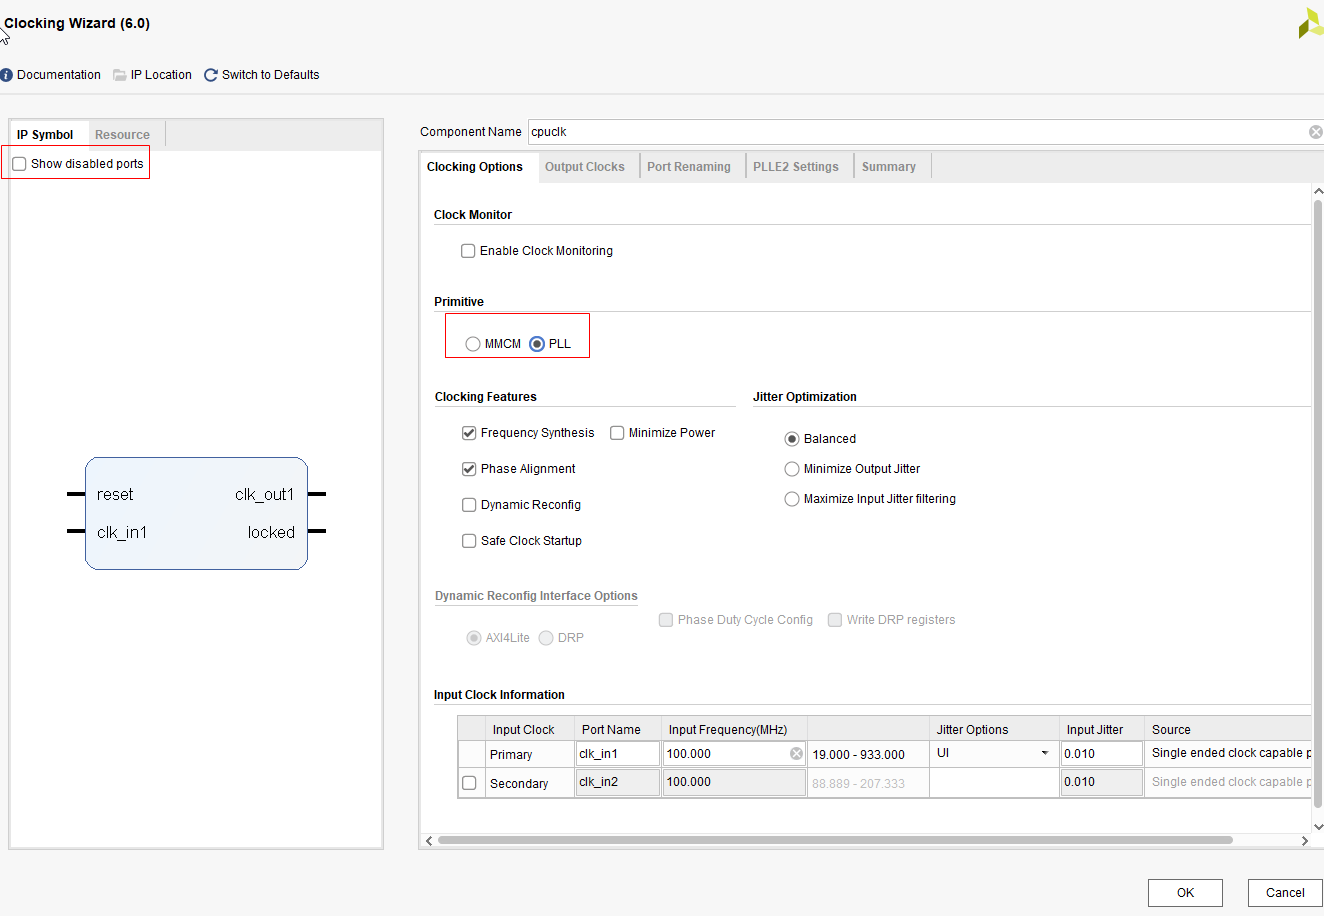 Clocking Wizard (6.0)
Documentation IP Location Switch to Defaults
IP Symbol Resource
Show disabled ports
reset clk_out1
clk_in1 locked
Component Name cpuclk
Clocking Options Output Clocks Port Renaming PLLE2 Settings Summary
Clock Monitor
Enable Clock Monitoring
Primitive
MMCM PLL
Clocking Features
Frequency Synthesis Minimize Power
Phase Alignment
Dynamic Reconfig
Safe Clock Startup
Jitter Optimization
Balanced
Minimize Output Jitter
Maximize Input Jitter filtering
Dynamic Reconfig Interface Options
AXI4Lite DRP
Phase Duty Cycle Config Write DRP registers
Input Clock Information
Input Clock Port Name Input Frequency(MHz) Jitter Options Input Jitter Source
Primary clk_in1 100.000 19.000 - 933.000 UI 0.010 Single ended clock capable p
Secondary clk_in2 100.000 88.889 - 207.333 0.010 Single ended clock capable p
OK Cancel